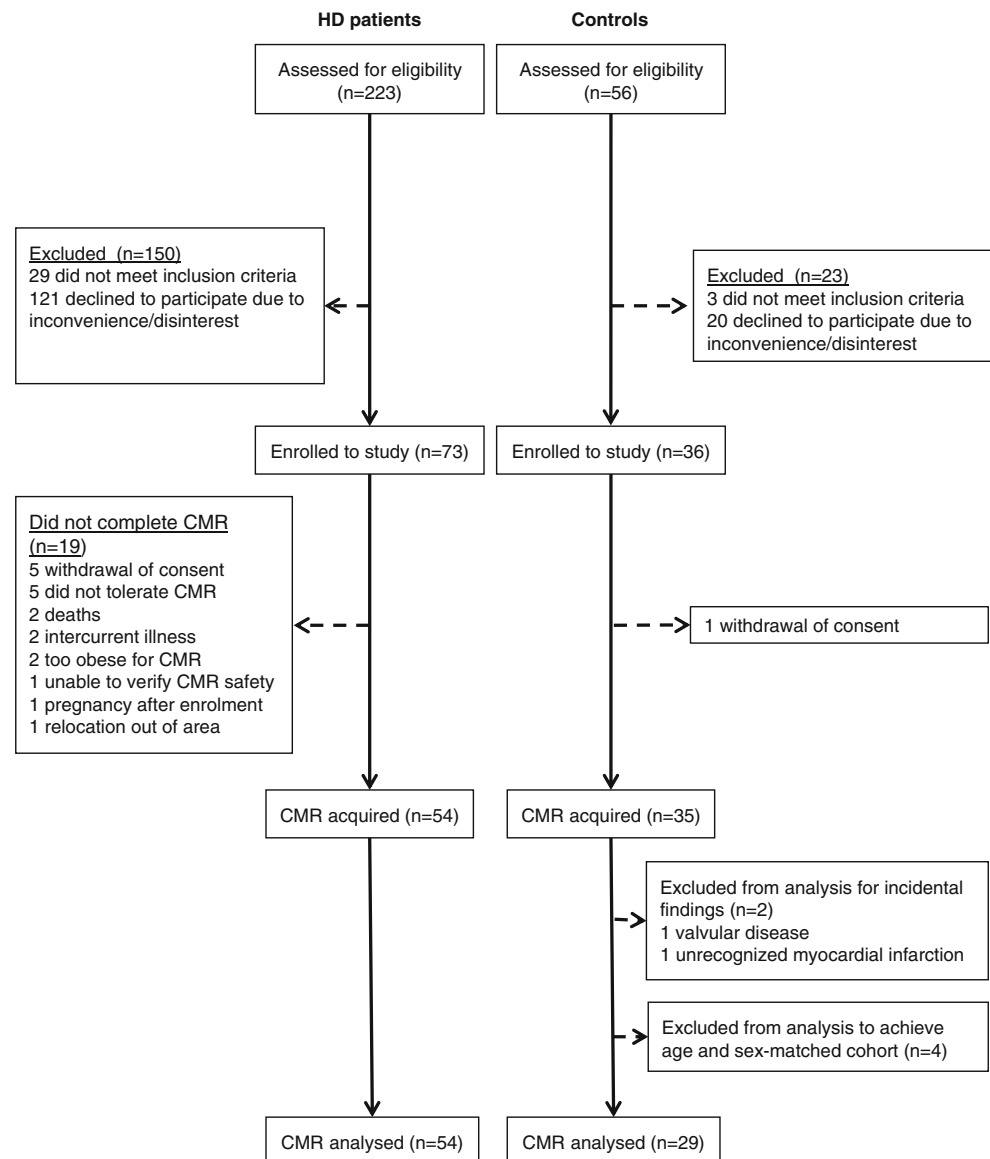 HD patients
Controls
Assessed for eligibility
(n=223)
Assessed for eligibility
(n=56)
Excluded (n=150)
29 did not meet inclusion criteria
121 declined to participate due to
inconvenience/disinterest
Excluded (n=23)
3 did not meet inclusion criteria
20 declined to participate due to
inconvenience/disinterest
Enrolled to study (n=73)
Enrolled to study (n=36)
Did not complete CMR
(n=19)
5 withdrawal of consent
5 did not tolerate CMR
2 deaths
2 intercurrent illness
2 too obese for CMR
1 unable to verify CMR safety
1 pregnancy after enrolment
1 relocation out of area
1 withdrawal of consent
CMR acquired (n=54)
CMR acquired (n=35)
Excluded from analysis for incidental
findings (n=2)
1 valvular disease
1 unrecognized myocardial infarction
Excluded from analysis to achieve
age and sex-matched cohort (n=4)
CMR analysed (n=54)
CMR analysed (n=29)